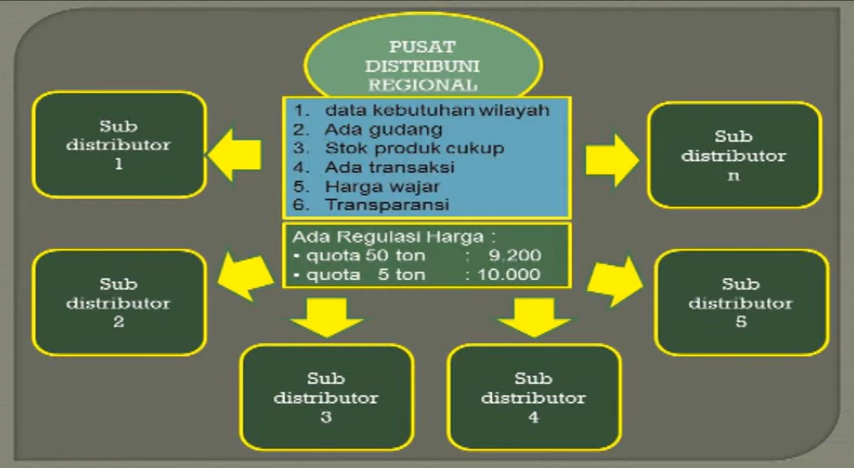 PUSAT
DISTRIBUNI
REGIONAL
1. data kebutuhan wilayah
2. Ada gudang
3. Stok produk cukup
4. Ada transaksi
5. Harga wajar
6. Transparansi
Ada Regulasi Harga :
• quota 50 ton : 9.200
• quota 5 ton : 10.000
Sub
distributor
1
Sub
distributor
n
Sub
distributor
2
Sub
distributor
5
Sub
distributor
3
Sub
distributor
4